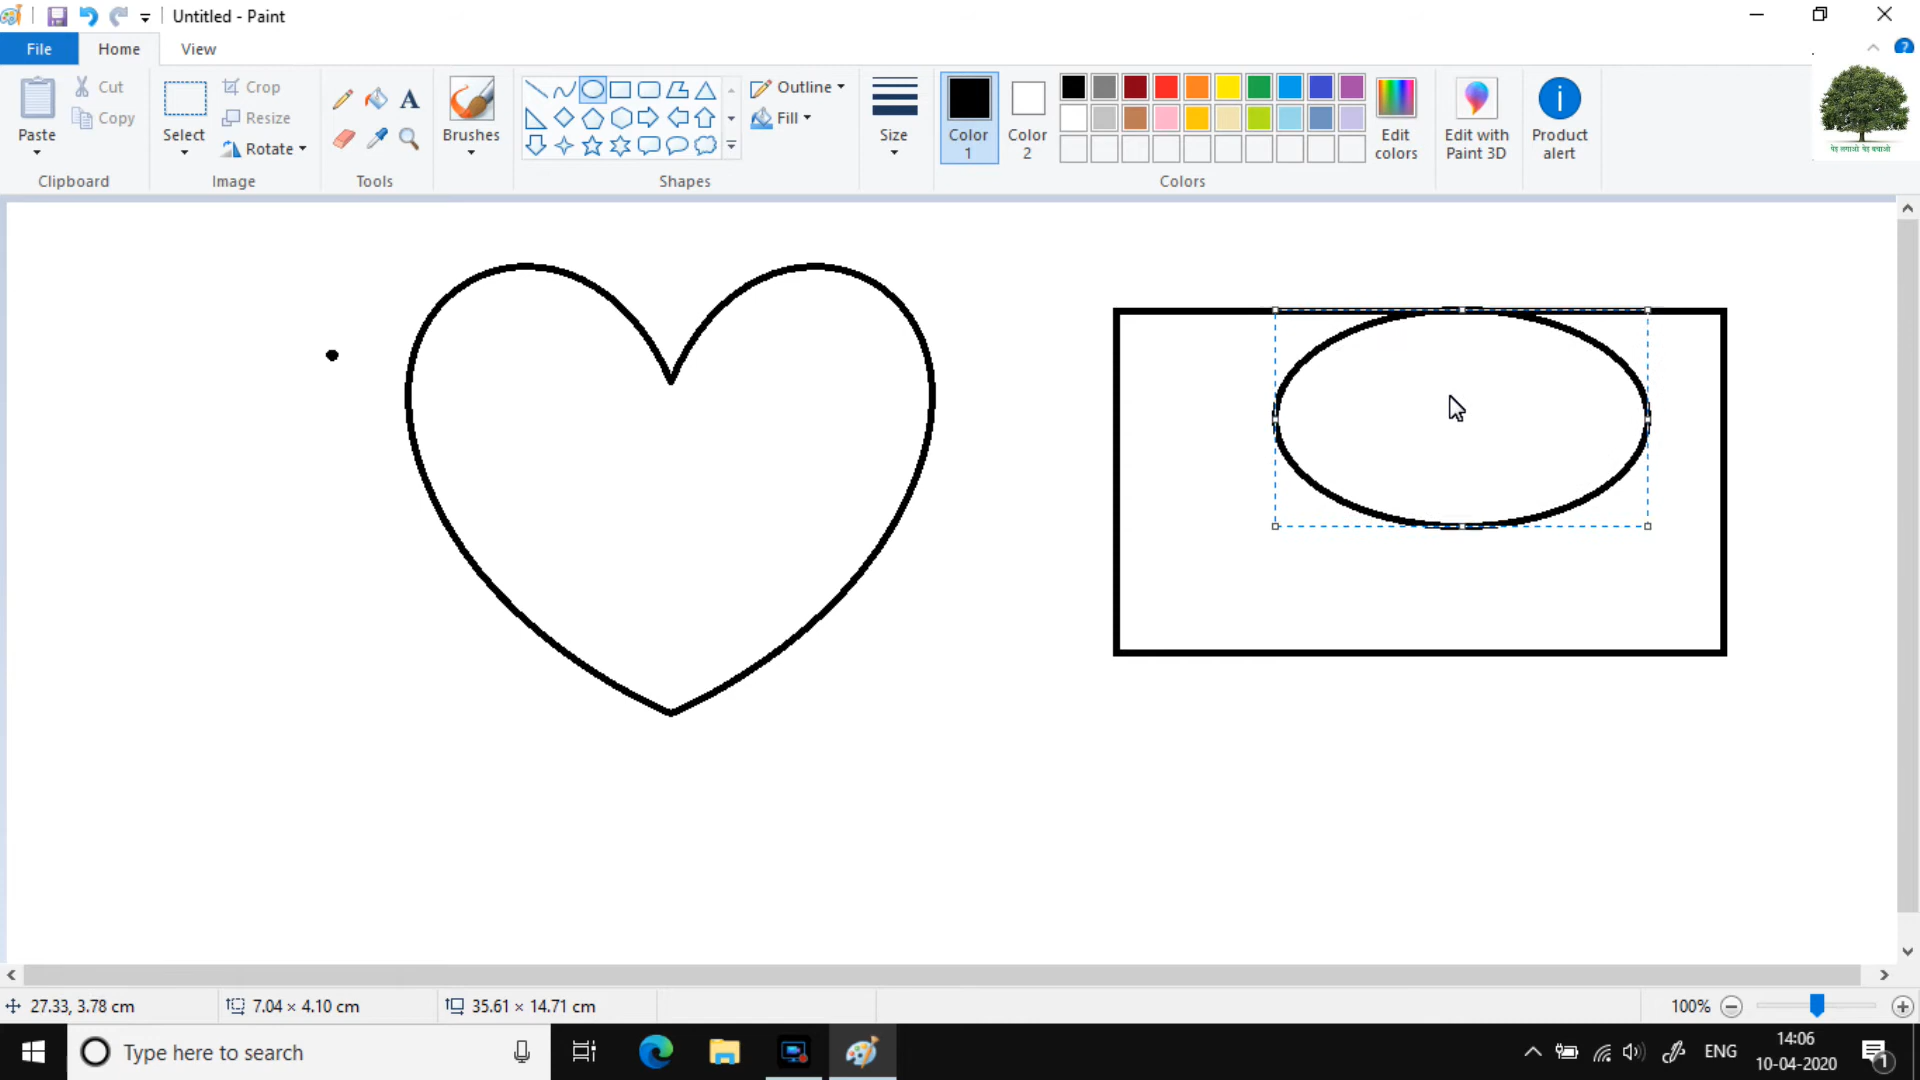 Untitled - Paint
File Home View
Paste
Cut
Copy
Clipboard
Select
Crop
Resize
Rotate
Image
A
Tools
Brushes
Shapes
Outline
Fill
Size
Color 1
Color 2
Colors
Edit colors
Edit with Paint 3D
Product alert
पेड़ लगाओ पेड़ बचाओ
27.33, 3.78 cm
7.04 × 4.10 cm
35.61 × 14.71 cm
100%
Type here to search
ENG
14:06
10-04-2020
1